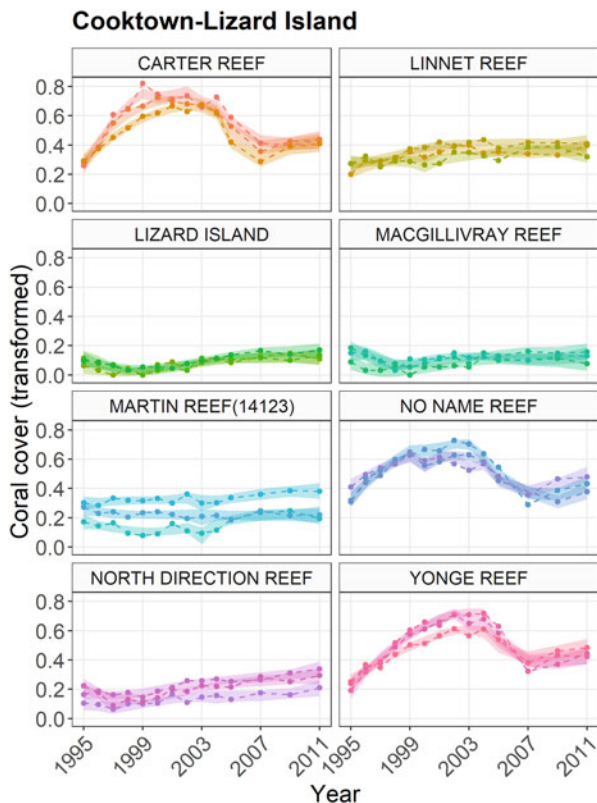 Cooktown-Lizard Island
CARTER REEF
LINNET REEF
0.8
0.6
0.4
0.2
0.0
LIZARD ISLAND
MACGILLIVRAY REEF
0.8
0.6
0.4
0.2
0.0
MARTIN REEF(14123)
NO NAME REEF
0.8
0.6
0.4
0.2
0.0
NORTH DIRECTION REEF
YONGE REEF
0.8
0.6
0.4
0.2
0.0
Coral cover (transformed)
1995 1999 2003 2007 2011 1995 1999 2003 2007 2011
Year